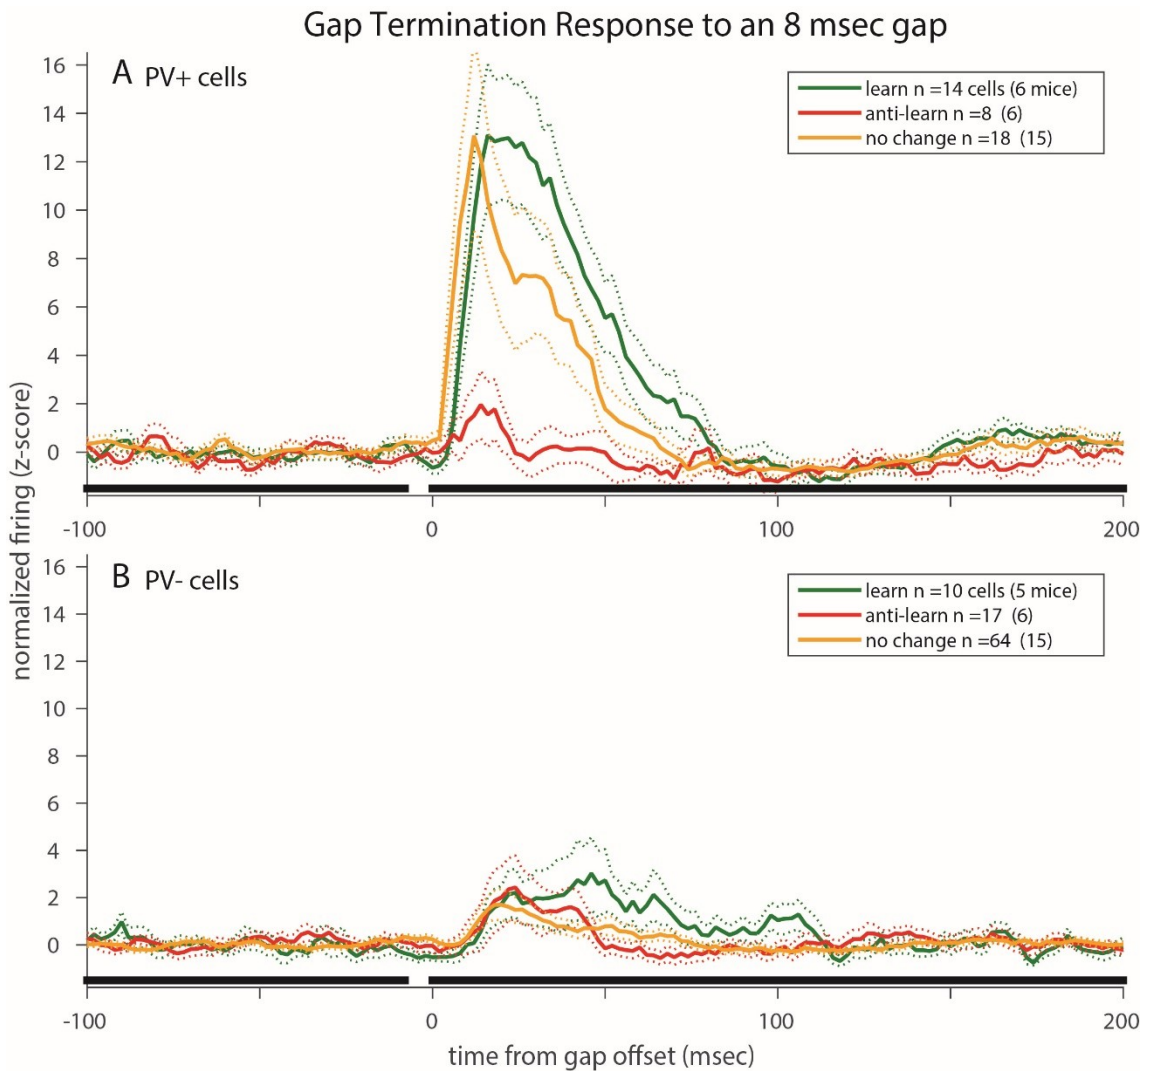 Gap Termination Response to an 8 msec gap
A PV+ cells
learn n =14 cells (6 mice)
anti-learn n =8 (6)
no change n =18 (15)
16
14
12
10
8
6
4
2
0
-100 0 100 200
normalized firing (z-score)
B PV- cells
learn n =10 cells (5 mice)
anti-learn n =17 (6)
no change n =64 (15)
16
14
12
10
8
6
4
2
0
-100 0 100 200
time from gap offset (msec)